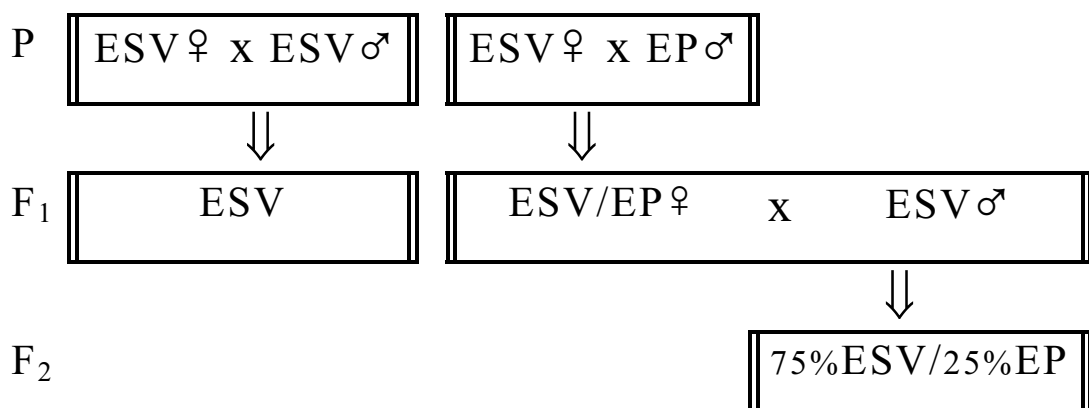 P ESV♀ x ESV♂ ESV♀ x EP♂
⇓ ⇓
F₁ ESV ESV/EP♀ x ESV♂
⇓
F₂ 75%ESV/25%EP